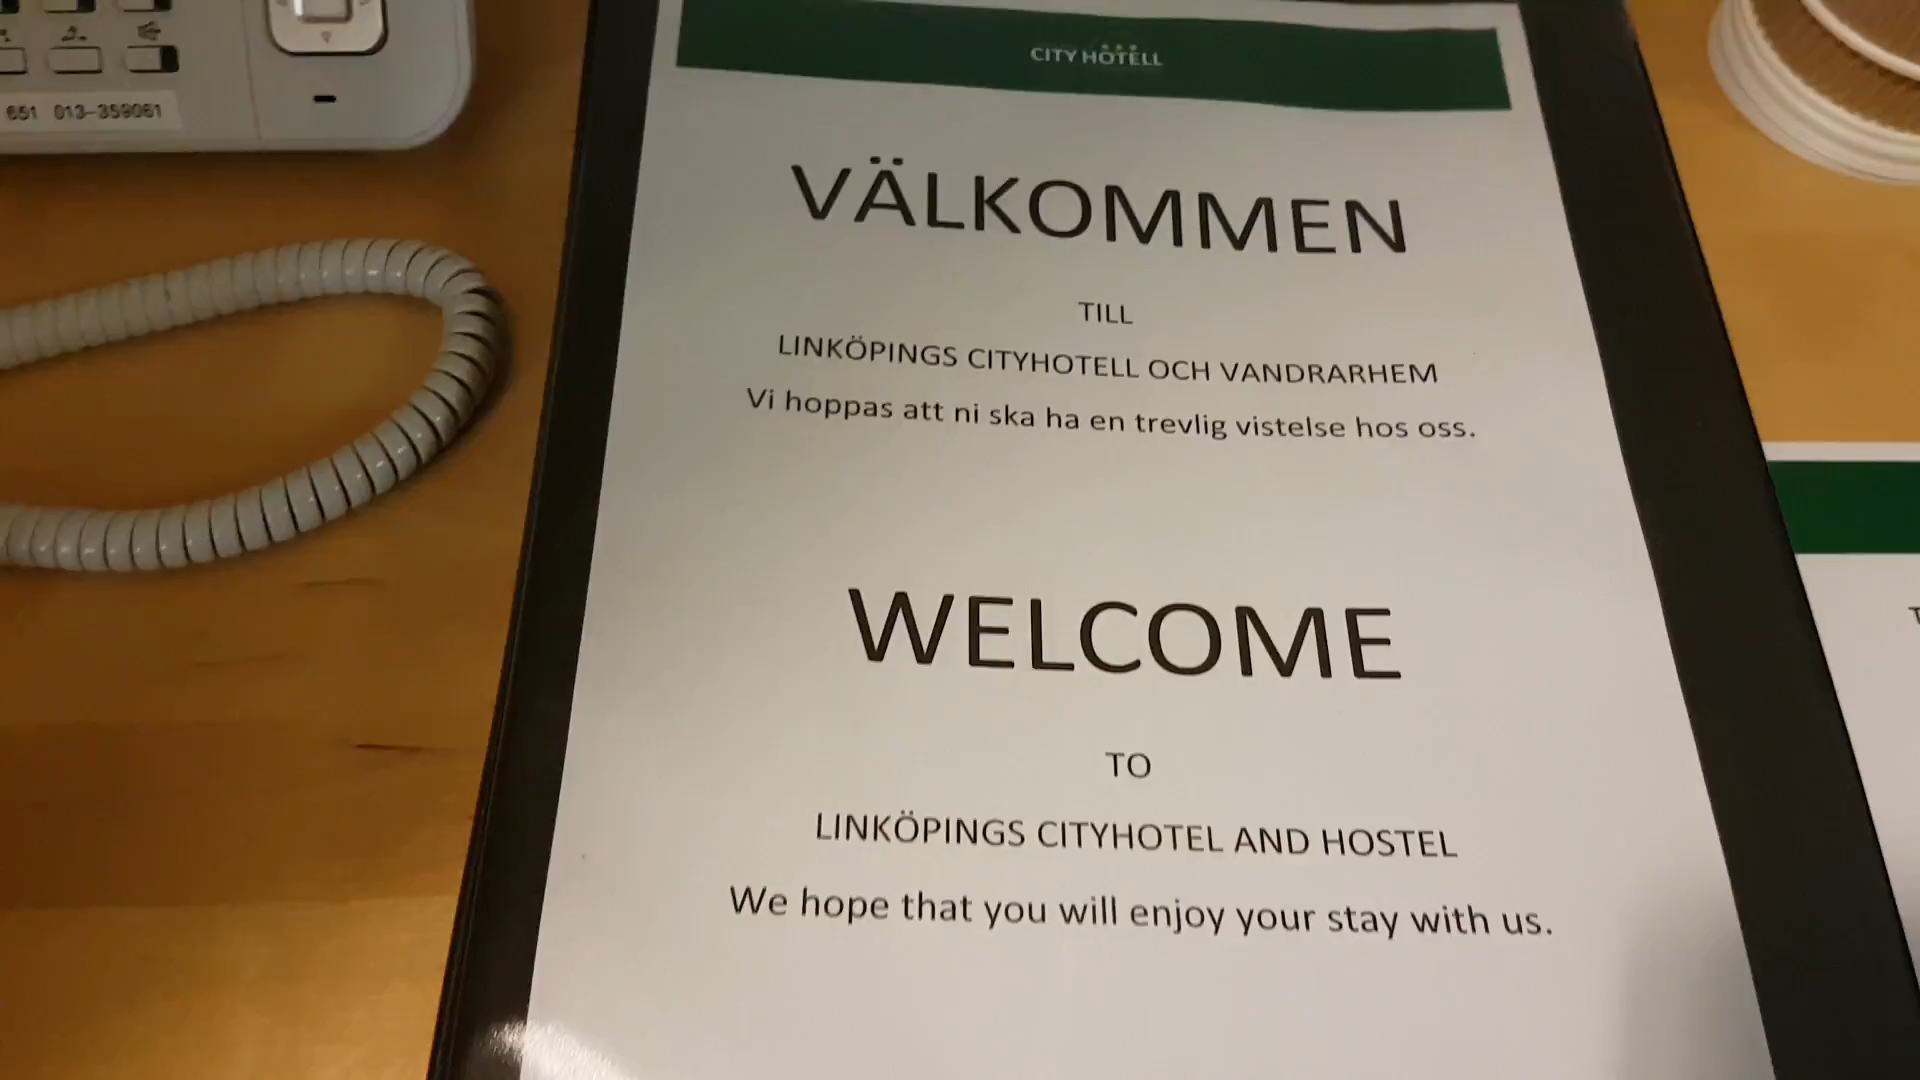 651 013-359061
CITY HOTELL
VÄLKOMMEN
TILL
LINKÖPINGS CITYHOTELL OCH VANDRARHEM
Vi hoppas att ni ska ha en trevlig vistelse hos oss.
WELCOME
TO
LINKÖPINGS CITYHOTEL AND HOSTEL
We hope that you will enjoy your stay with us.